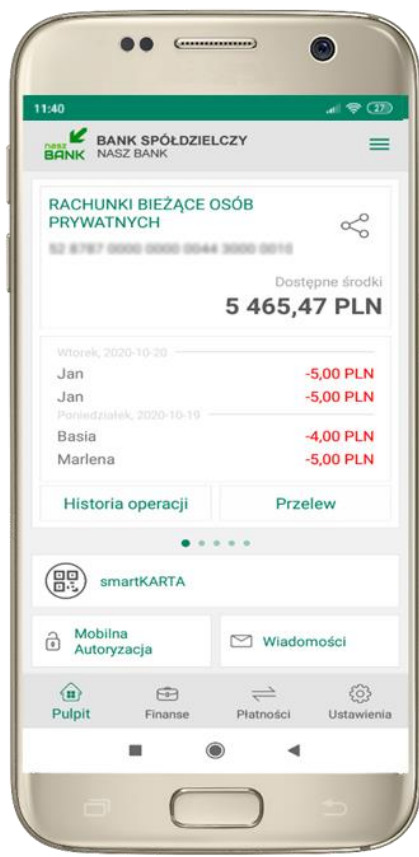 11:40
27
nasz BANK
BANK SPÓŁDZIELCZY
NASZ BANK
RACHUNKI BIEŻĄCE OSÓB
PRYWATNYCH
Dostępne środki
5 465,47 PLN
Wtorek, 2020-10-20
Jan -5,00 PLN
Jan -5,00 PLN
Poniedziałek, 2020-10-19
Basia -4,00 PLN
Marlena -5,00 PLN
Historia operacji Przelew
smartKARTA
Mobilna
Autoryzacja
Wiadomości
Pulpit Finanse Płatności Ustawienia